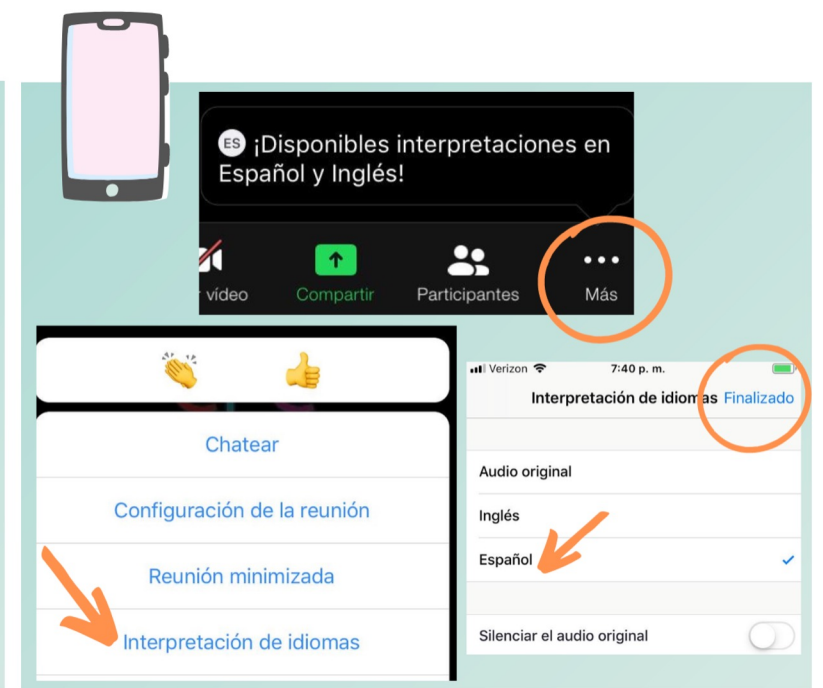 ES ¡Disponibles interpretaciones en
Español y Inglés!
vídeo Compartir Participantes Más
Chatear
Configuración de la reunión
Reunión minimizada
Interpretación de idiomas
Verizon 7:40 p. m.
Interpretación de idiomas Finalizado
Audio original
Inglés
Español
Silenciar el audio original